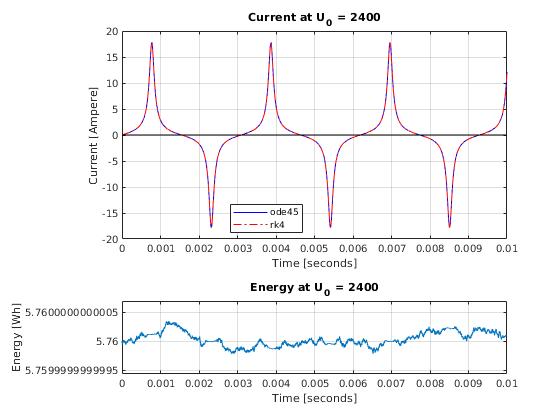 Current at U0 = 2400
Current [Ampere]
20
15
10
5
0
-5
-10
-15
-20
ode45
rk4
0 0.001 0.002 0.003 0.004 0.005 0.006 0.007 0.008 0.009 0.01
Time [seconds]
Energy at U0 = 2400
Energy [Wh]
5.7600000000005
5.76
5.7599999999995
0 0.001 0.002 0.003 0.004 0.005 0.006 0.007 0.008 0.009 0.01
Time [seconds]